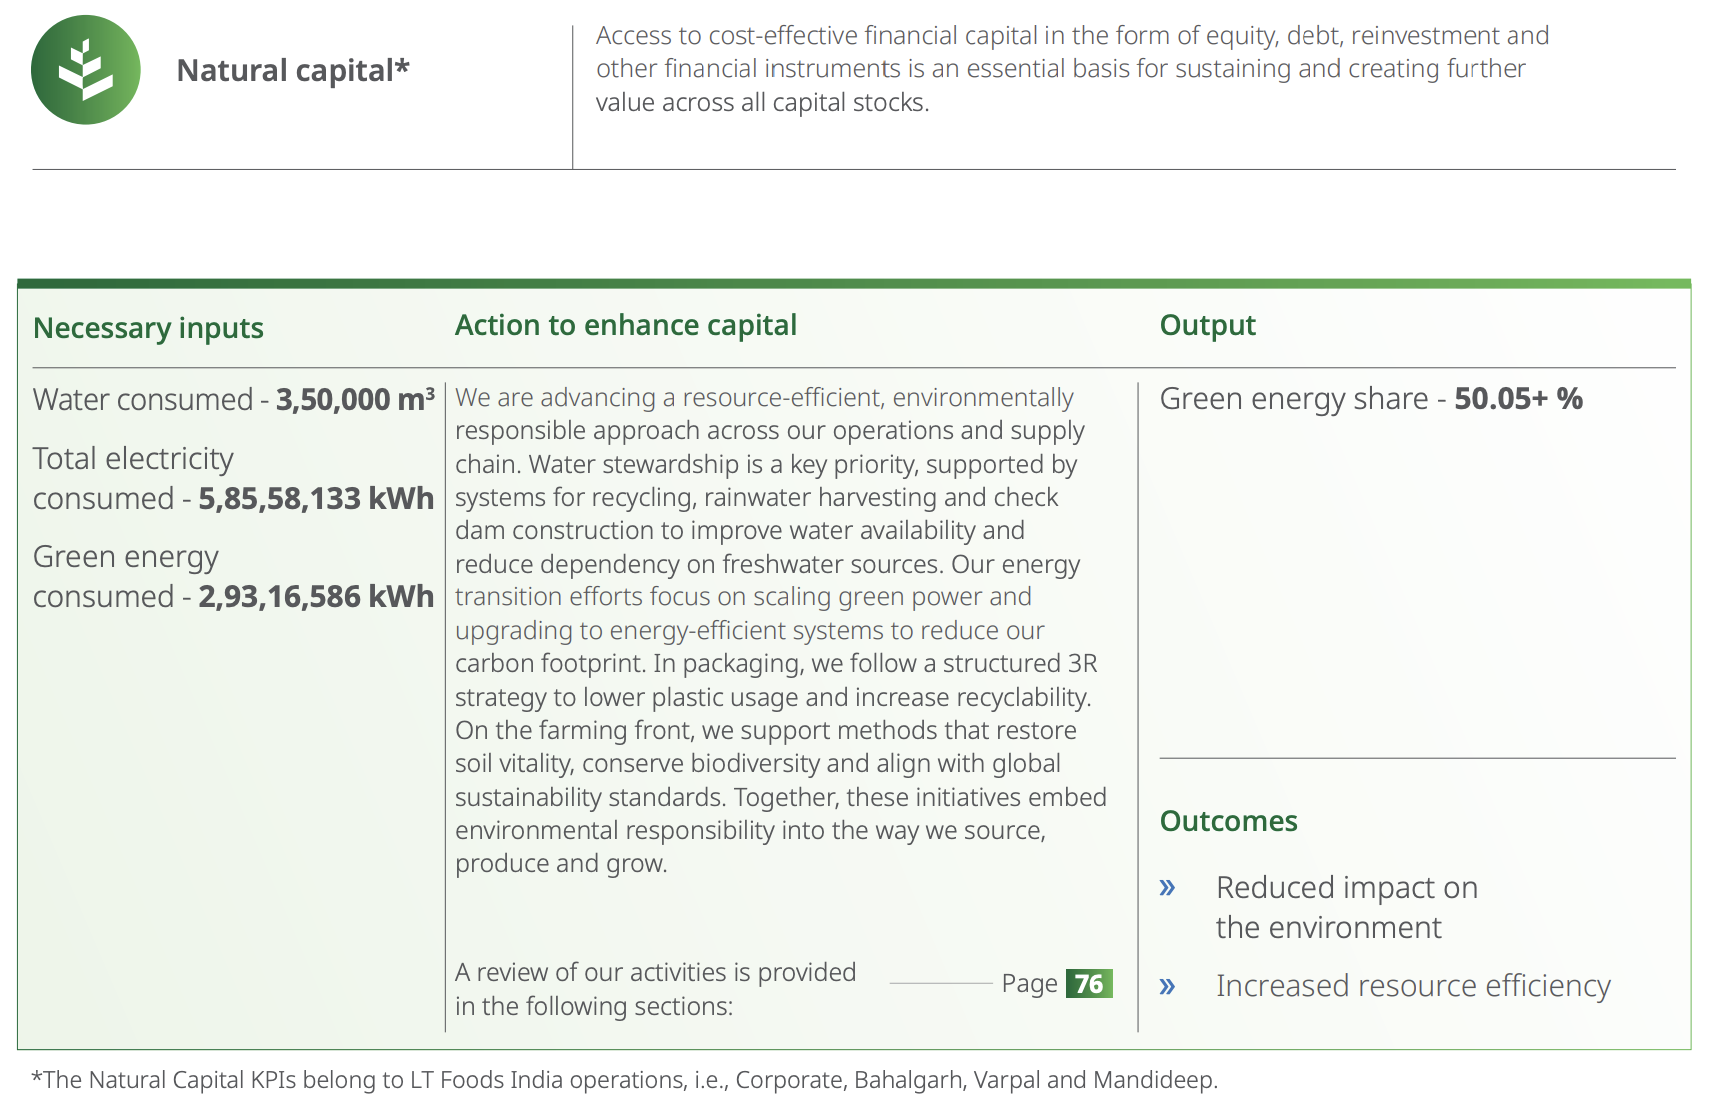 Natural capital*
Access to cost-effective financial capital in the form of equity, debt, reinvestment and
other financial instruments is an essential basis for sustaining and creating further
value across all capital stocks.
Necessary inputs
Water consumed - 3,50,000 m³
Total electricity
consumed - 5,85,58,133 kWh
Green energy
consumed - 2,93,16,586 kWh
Action to enhance capital
We are advancing a resource-efficient, environmentally
responsible approach across our operations and supply
chain. Water stewardship is a key priority, supported by
systems for recycling, rainwater harvesting and check
dam construction to improve water availability and
reduce dependency on freshwater sources. Our energy
transition efforts focus on scaling green power and
upgrading to energy-efficient systems to reduce our
carbon footprint. In packaging, we follow a structured 3R
strategy to lower plastic usage and increase recyclability.
On the farming front, we support methods that restore
soil vitality, conserve biodiversity and align with global
sustainability standards. Together, these initiatives embed
environmental responsibility into the way we source,
produce and grow.
A review of our activities is provided
in the following sections:
Page 76
Output
Green energy share - 50.05+ %
Outcomes
» Reduced impact on
the environment
» Increased resource efficiency
*The Natural Capital KPIs belong to LT Foods India operations, i.e., Corporate, Bahalgarh, Varpal and Mandideep.